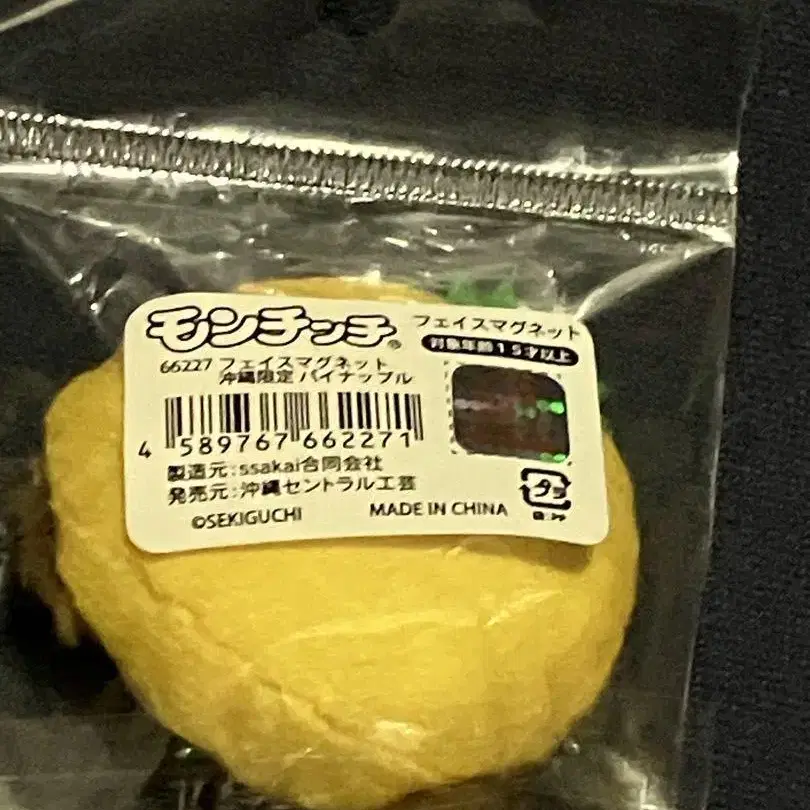 モンチッチ®
フェイスマグネット
対象年齢15才以上
66227 フェイスマグネット
沖縄限定 パイナップル
4 589767 662271
製造元:ssakai合同会社
発売元:沖縄セントラル工芸
プラ
©SEKIGUCHI
MADE IN CHINA